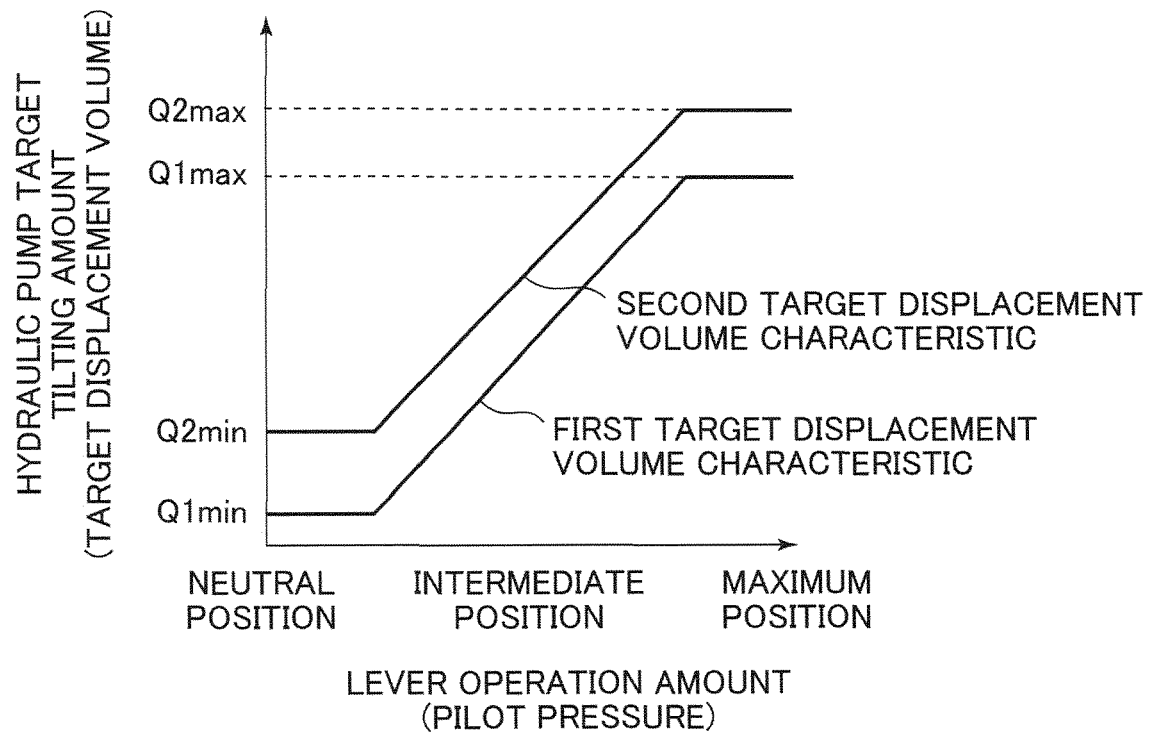 HYDRAULIC PUMP TARGET
TILTING AMOUNT
(TARGET DISPLACEMENT VOLUME)
Q2max
Q1max
Q2min
Q1min
SECOND TARGET DISPLACEMENT
VOLUME CHARACTERISTIC
FIRST TARGET DISPLACEMENT
VOLUME CHARACTERISTIC
NEUTRAL
POSITION
INTERMEDIATE
POSITION
MAXIMUM
POSITION
LEVER OPERATION AMOUNT
(PILOT PRESSURE)